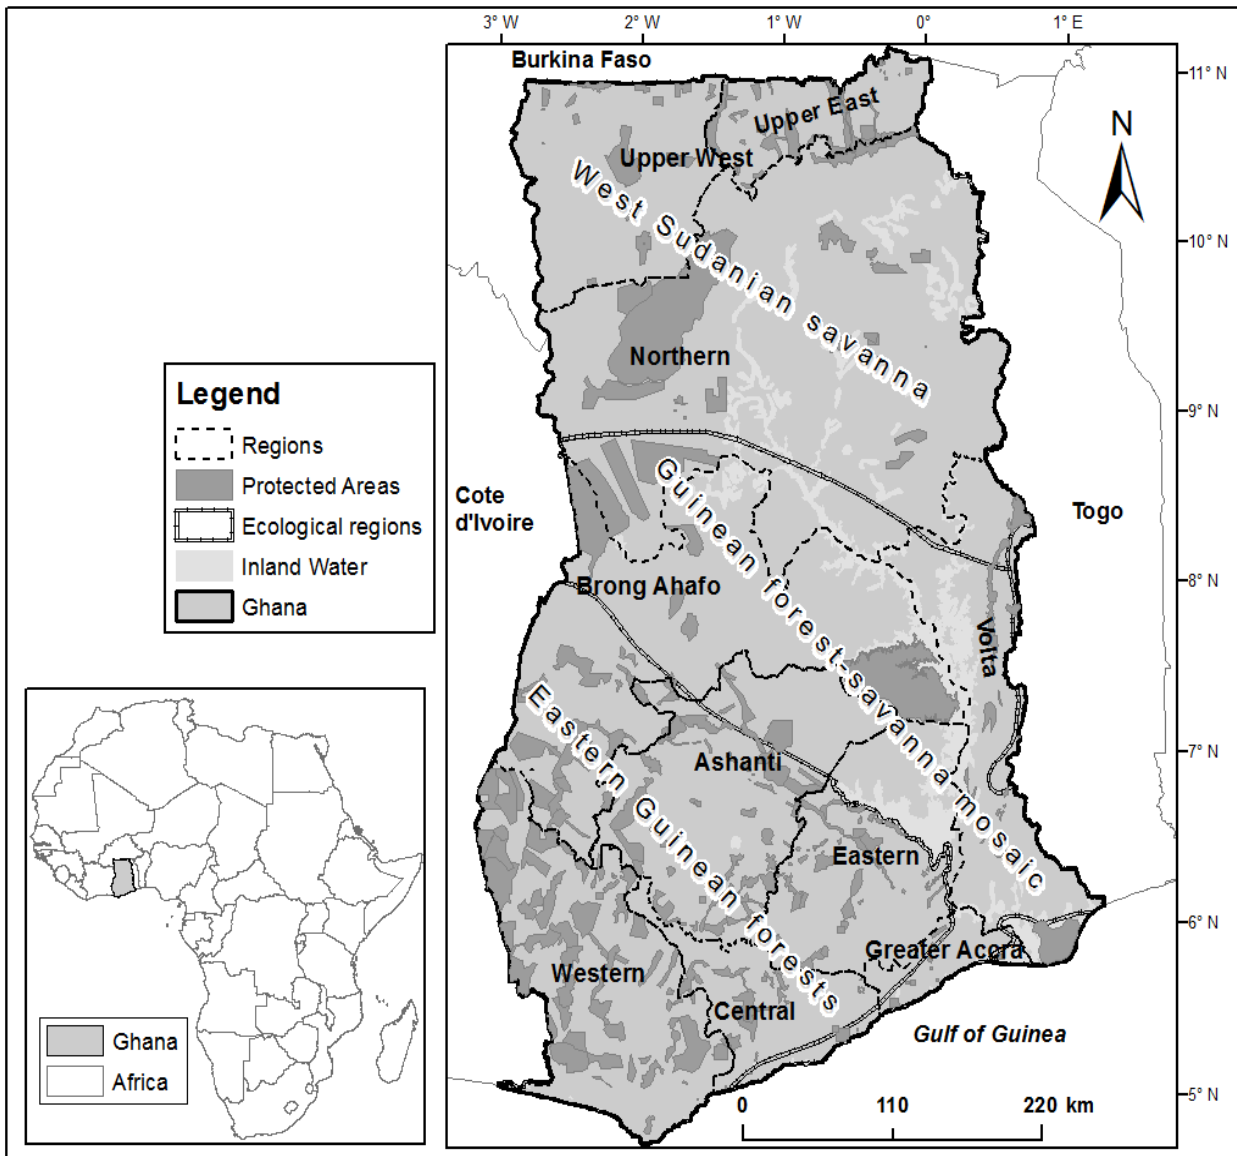 3° W 2° W 1° W 0° 1° E
Burkina Faso
11° N
Upper East
N
Upper West
West Sudanian savanna
10° N
Northern
9° N
Legend
Regions
Protected Areas
Ecological regions
Inland Water
Ghana
Cote
d'Ivoire
Togo
Guinean forest-savanna mosaic
8° N
Brong Ahafo
Volta
Eastern Guinean forests
7° N
Ashanti
Eastern
6° N
Greater Accra
Western
Central
Gulf of Guinea
5° N
0 110 220 km
Ghana
Africa